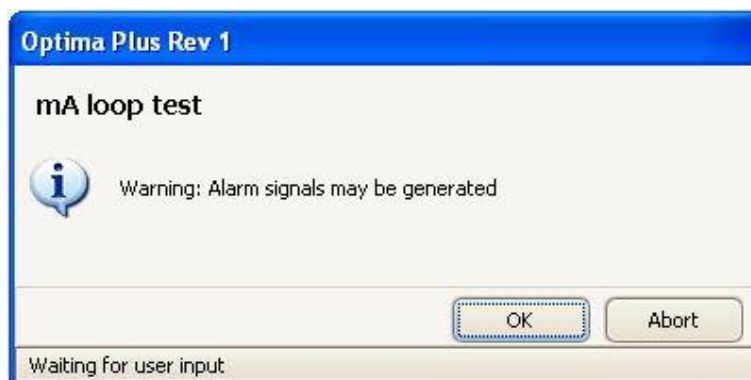 Optima Plus Rev 1
mA loop test
Warning: Alarm signals may be generated
OK Abort
Waiting for user input